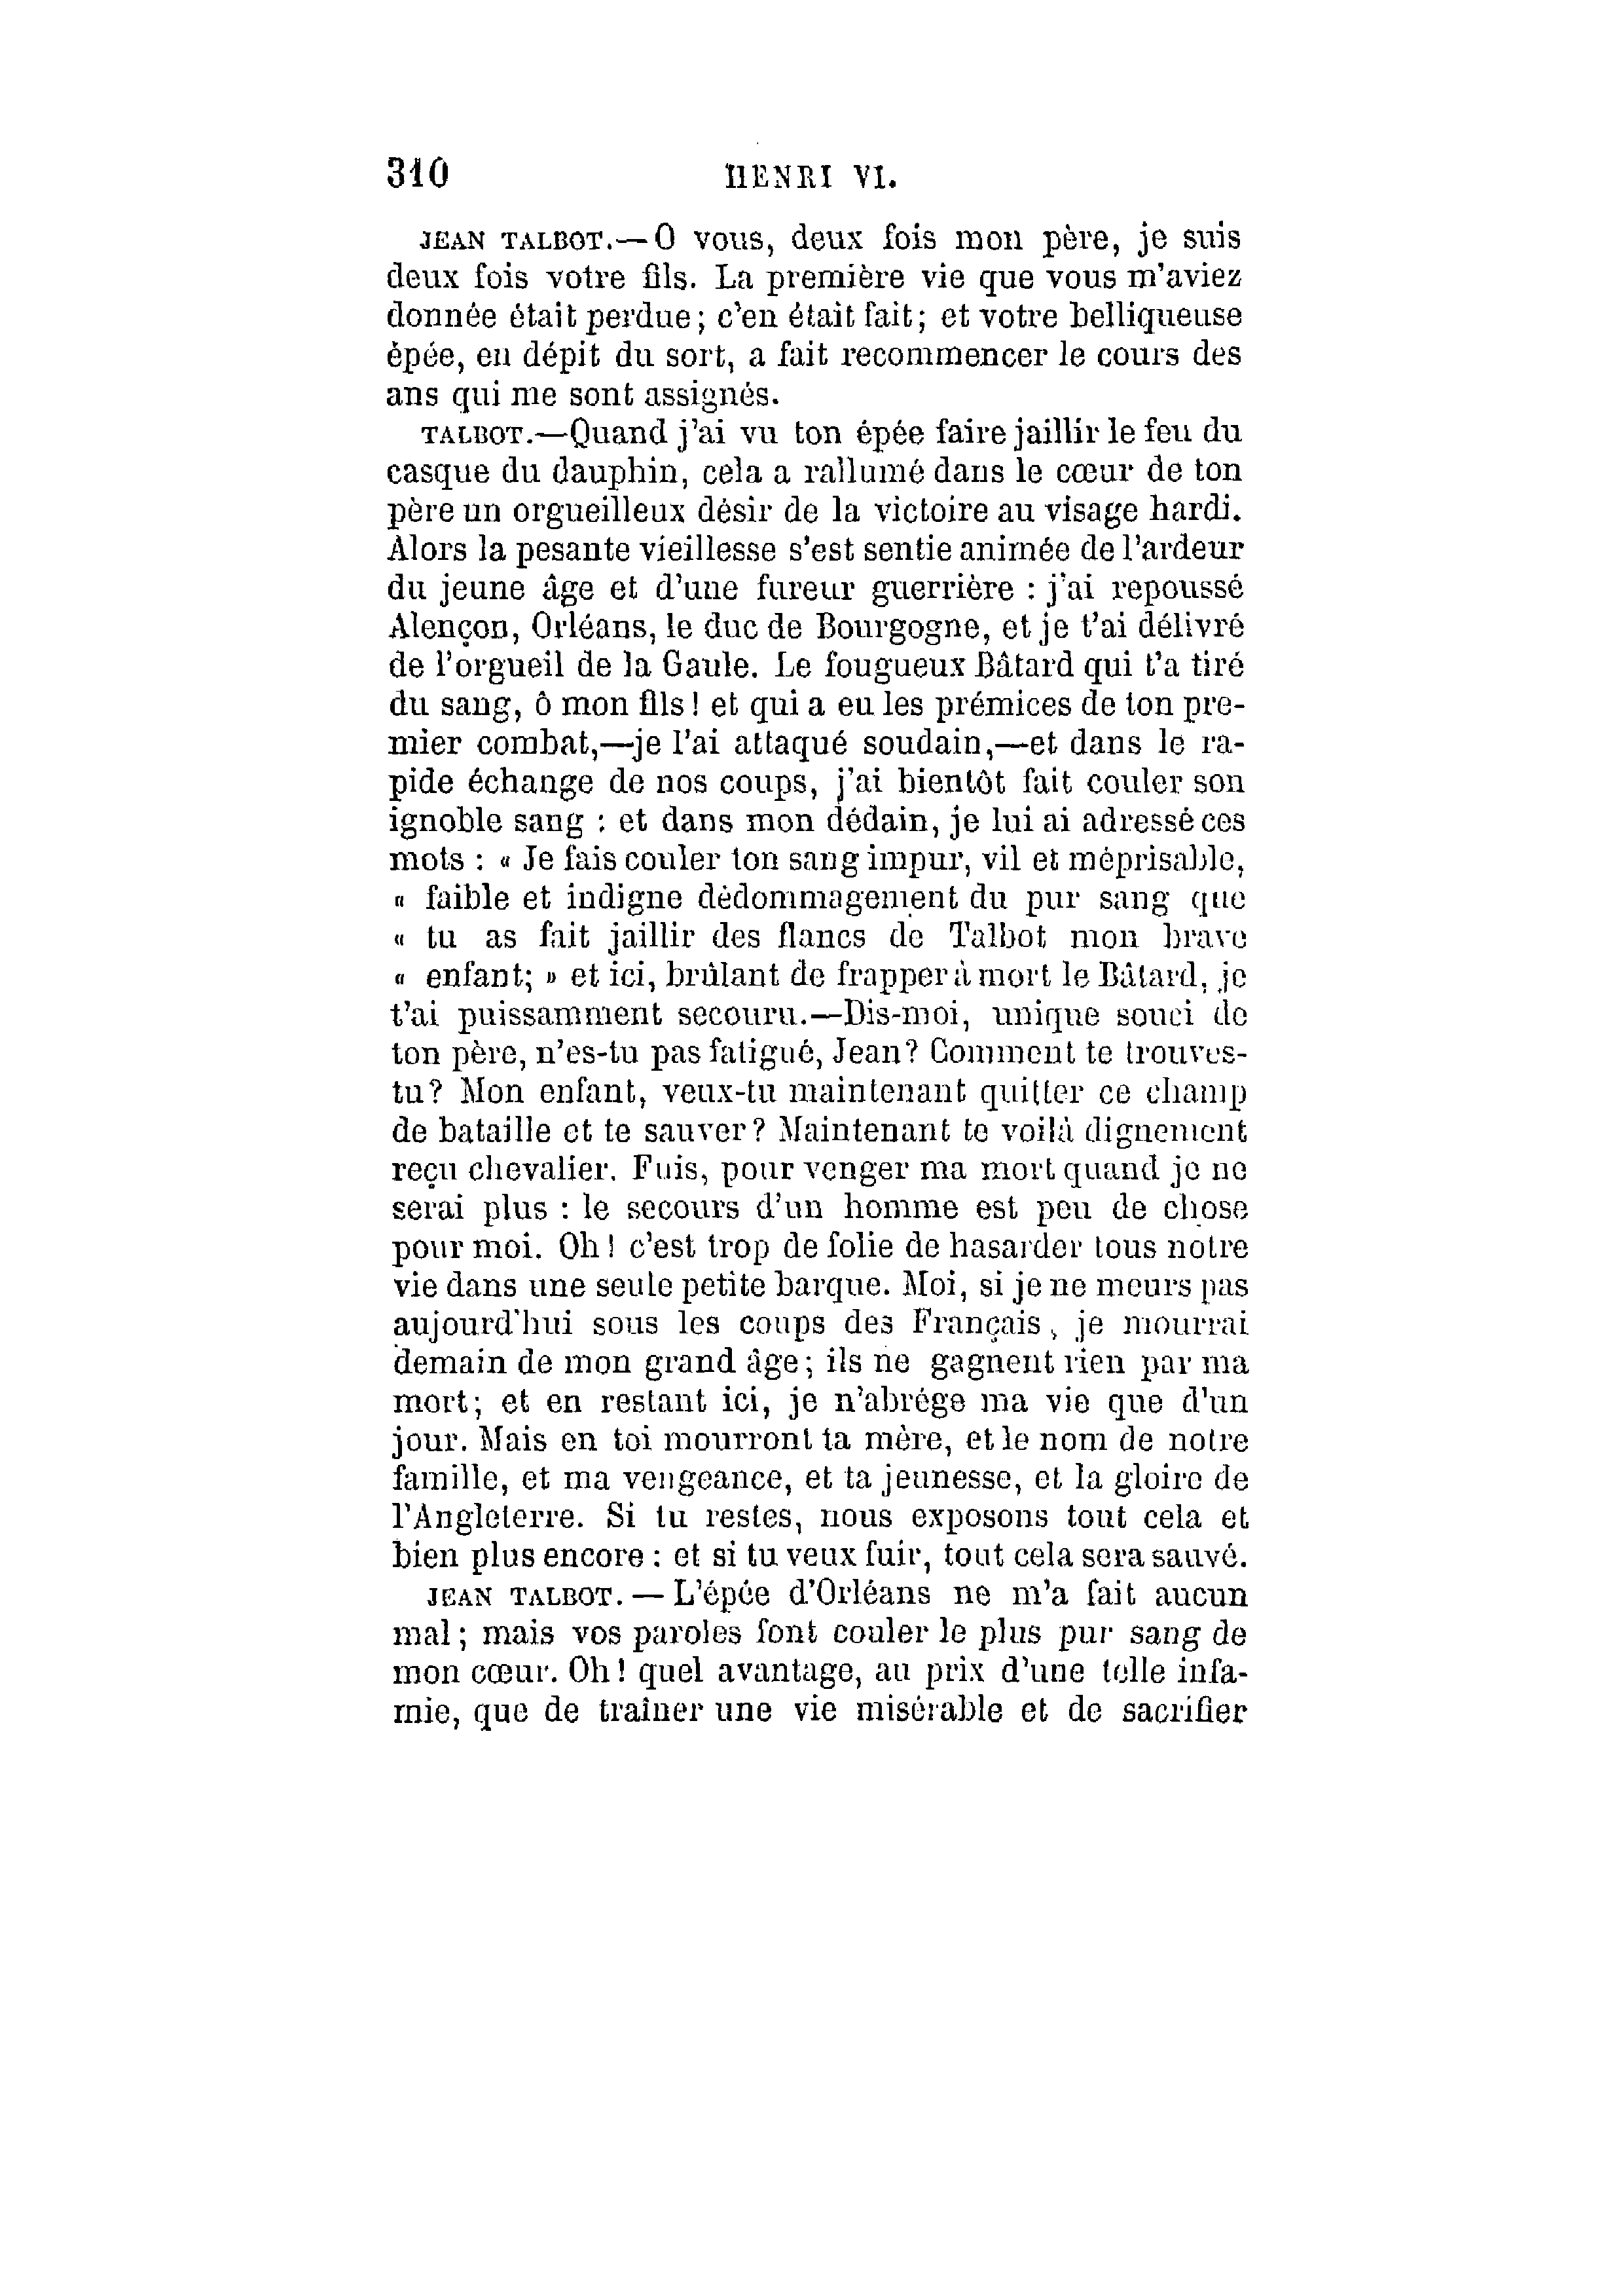 310 HENRI VI.
JEAN TALBOT.—O vous, deux fois mon père, je suis
deux fois votre fils. La première vie que vous m'aviez
donnée était perdue; c'en était fait; et votre belliqueuse
épée, en dépit du sort, a fait recommencer le cours des
ans qui me sont assignés.
TALBOT.—Quand j'ai vu ton épée faire jaillir le feu du
casque du dauphin, cela a rallumé dans le cœur de ton
père un orgueilleux désir de la victoire au visage hardi.
Alors la pesante vieillesse s'est sentie animée de l'ardeur
du jeune âge et d'une fureur guerrière : j'ai repoussé
Alençon, Orléans, le duc de Bourgogne, et je t'ai délivré
de l'orgueil de la Gaule. Le fougueux Bâtard qui t'a tiré
du sang, ô mon fils! et qui a eu les prémices de ton pre-
mier combat,—je l'ai attaqué soudain,—et dans le ra-
pide échange de nos coups, j'ai bientôt fait couler son
ignoble sang : et dans mon dédain, je lui ai adressé ces
mots : « Je fais couler ton sang impur, vil et méprisable,
« faible et indigne dédommagement du pur sang que
« tu as fait jaillir des flancs de Talbot mon brave
« enfant; » et ici, brûlant de frapper à mort le Bâtard, je
t'ai puissamment secouru.—Dis-moi, unique souci de
ton père, n'es-tu pas fatigué, Jean? Comment te trouves-
tu? Mon enfant, veux-tu maintenant quitter ce champ
de bataille et te sauver? Maintenant te voilà dignement
reçu chevalier. Fuis, pour venger ma mort quand je ne
serai plus : le secours d'un homme est peu de chose
pour moi. Oh! c'est trop de folie de hasarder tous notre
vie dans une seule petite barque. Moi, si je ne meurs pas
aujourd'hui sous les coups des Français, je mourrai
demain de mon grand âge; ils ne gagnent rien par ma
mort; et en restant ici, je n'abrége ma vie que d'un
jour. Mais en toi mourront ta mère, et le nom de notre
famille, et ma vengeance, et ta jeunesse, et la gloire de
l'Angleterre. Si tu restes, nous exposons tout cela et
bien plus encore : et si tu veux fuir, tout cela sera sauvé.
JEAN TALBOT. — L'épée d'Orléans ne m'a fait aucun
mal; mais vos paroles font couler le plus pur sang de
mon cœur. Oh! quel avantage, au prix d'une telle infa-
mie, que de traîner une vie misérable et de sacrifier